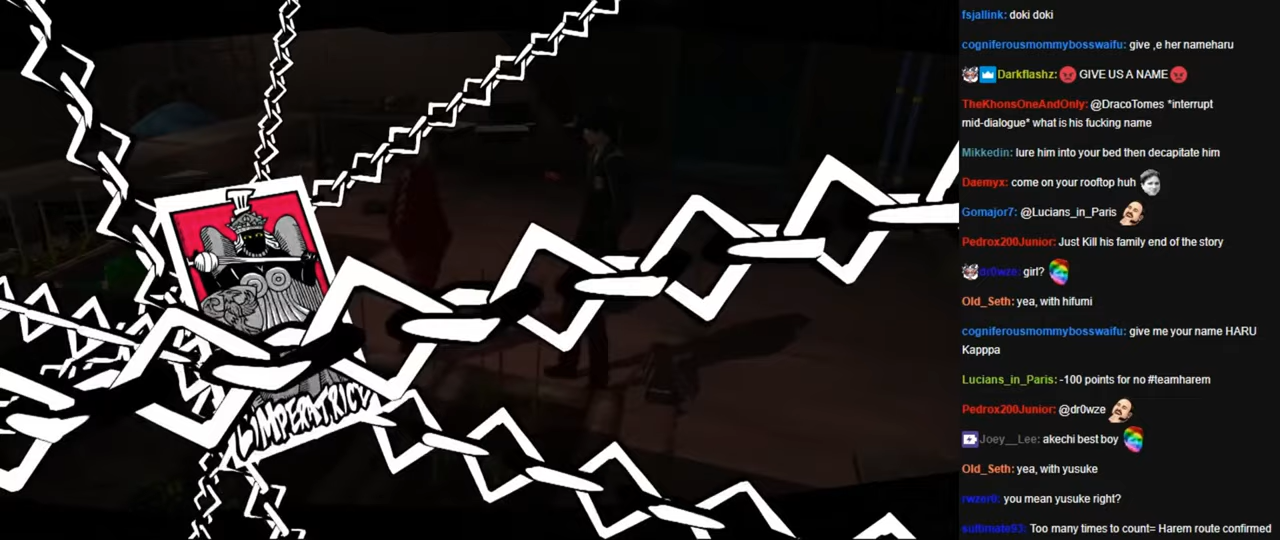 III
L'IMPERATRICE
fsjallink: doki doki
cogniferousmommybosswaifu: give ,e her nameharu
Darkflashz: GIVE US A NAME
TheKhonsOneAndOnly: @DracoTomes *interrupt
mid-dialogue* what is his fucking name
Mikkedin: lure him into your bed then decapitate him
Daemyx: come on your rooftop huh
Gomajor7: @Lucians_in_Paris
Pedrox200Junior: Just Kill his family end of the story
dr0wze: girl?
Old_Seth: yea, with hifumi
cogniferousmommybosswaifu: give me your name HARU
Kapppa
Lucians_in_Paris: -100 points for no #teamharem
Pedrox200Junior: @dr0wze
Joey__Lee: akechi best boy
Old_Seth: yea, with yusuke
rwzer0: you mean yusuke right?
sultimate93: Too many times to count= Harem route confirmed